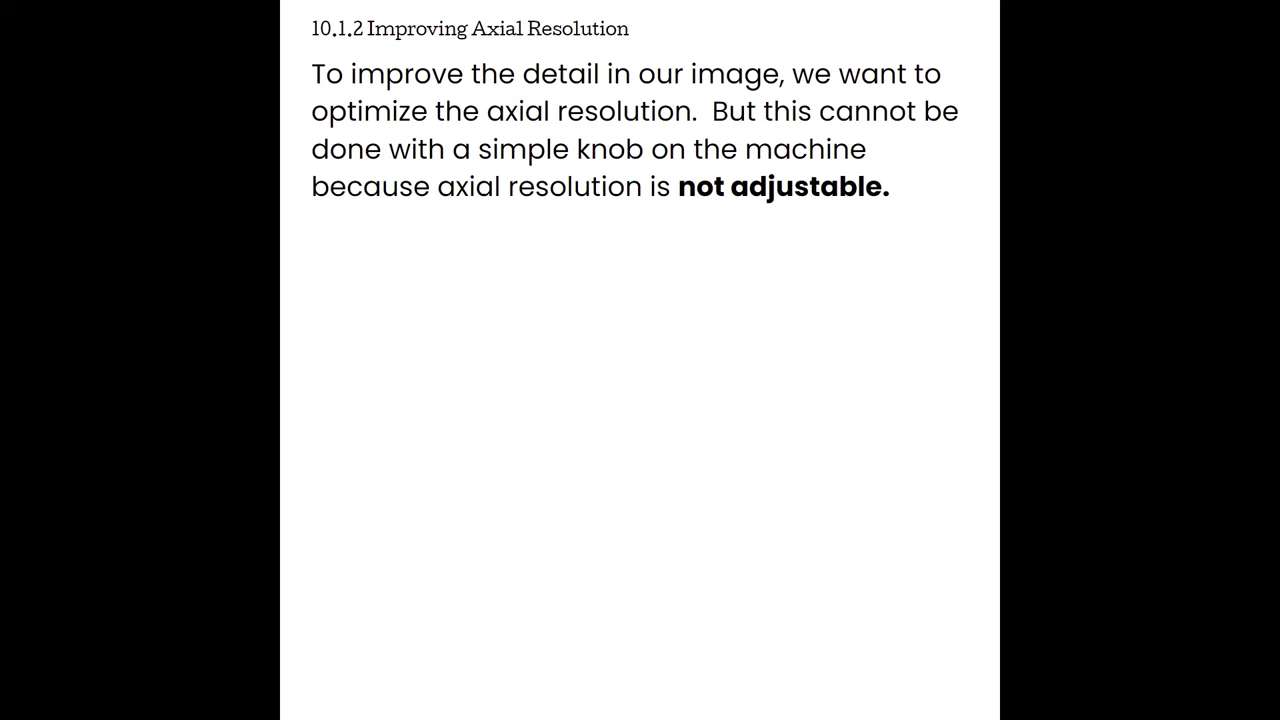 10.1.2 Improving Axial Resolution
To improve the detail in our image, we want to
optimize the axial resolution.  But this cannot be
done with a simple knob on the machine
because axial resolution is not adjustable.